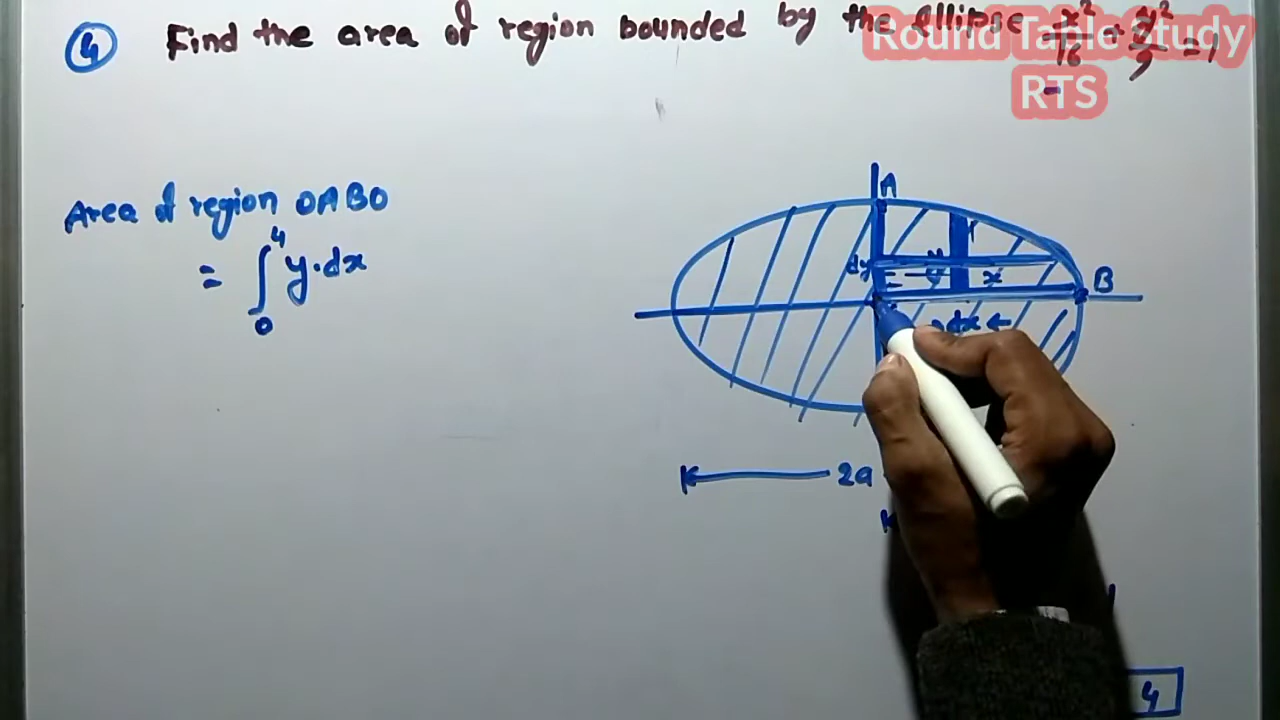 4 Find the area of region bounded by the ellipse x²/16 + y²/9 = 1
Round Table Study
RTS
Area of region OABO
= ∫₀⁴ y·dx
A
dy
y
x
B
dx ←
2a
4